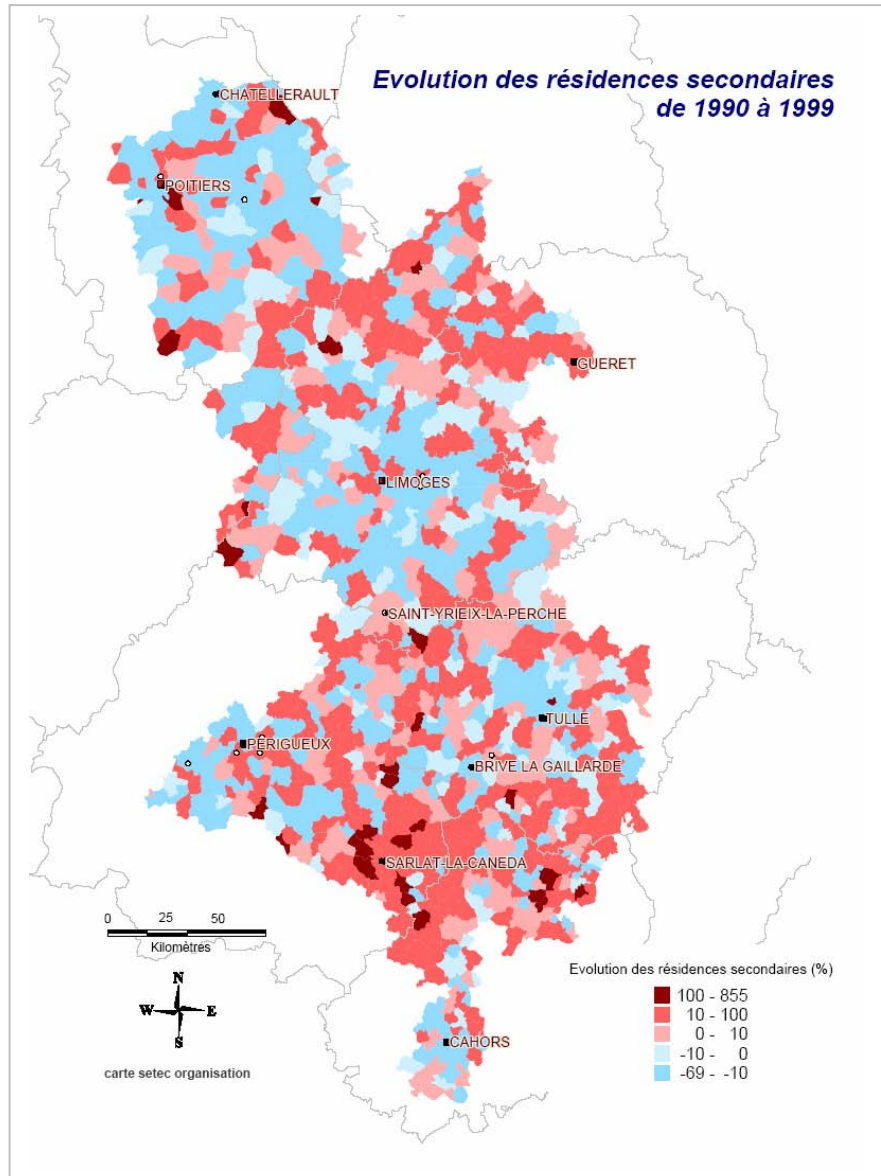 Evolution des résidences secondaires
de 1990 à 1999
CHATELLERAULT
POITIERS
GUERET
LIMOGES
SAINT-YRIEIX-LA-PERCHE
TULLE
PÉRIGUEUX
BRIVE LA GAILLARDE
SARLAT-LA-CANEDA
0 25 50
Kilomètres
Evolution des résidences secondaires (%)
N
100 - 855
10 - 100
W E
0 - 10
S
-10 - 0
CAHORS
-69 - -10
carte setec organisation